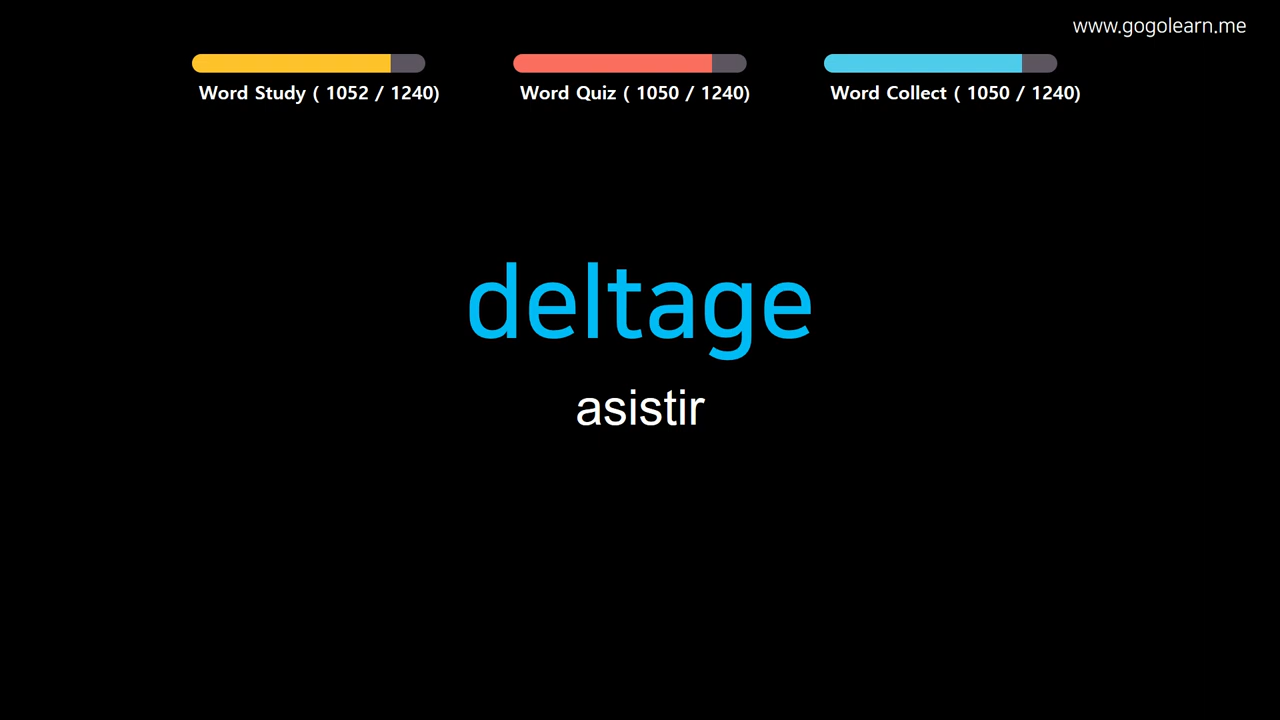 www.gogolearn.me
Word Study ( 1052 / 1240)
Word Quiz ( 1050 / 1240)
Word Collect ( 1050 / 1240)
deltage
asistir